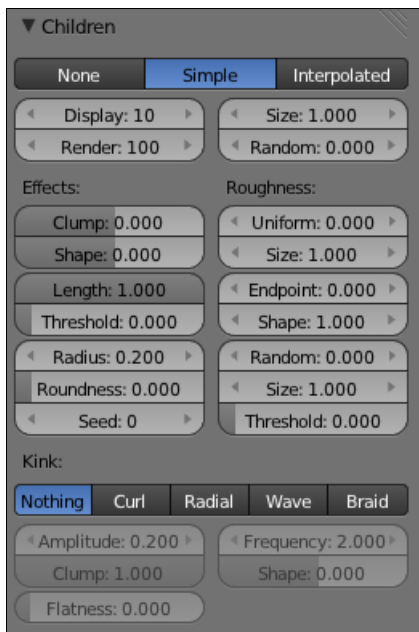 Children
None Simple Interpolated
Display: 10 Size: 1.000
Render: 100 Random: 0.000
Effects: Roughness:
Clump: 0.000 Uniform: 0.000
Shape: 0.000 Size: 1.000
Length: 1.000 Endpoint: 0.000
Threshold: 0.000 Shape: 1.000
Radius: 0.200 Random: 0.000
Roundness: 0.000 Size: 1.000
Seed: 0 Threshold: 0.000
Kink:
Nothing Curl Radial Wave Braid
Amplitude: 0.200 Frequency: 2.000
Clump: 1.000 Shape: 0.000
Flatness: 0.000